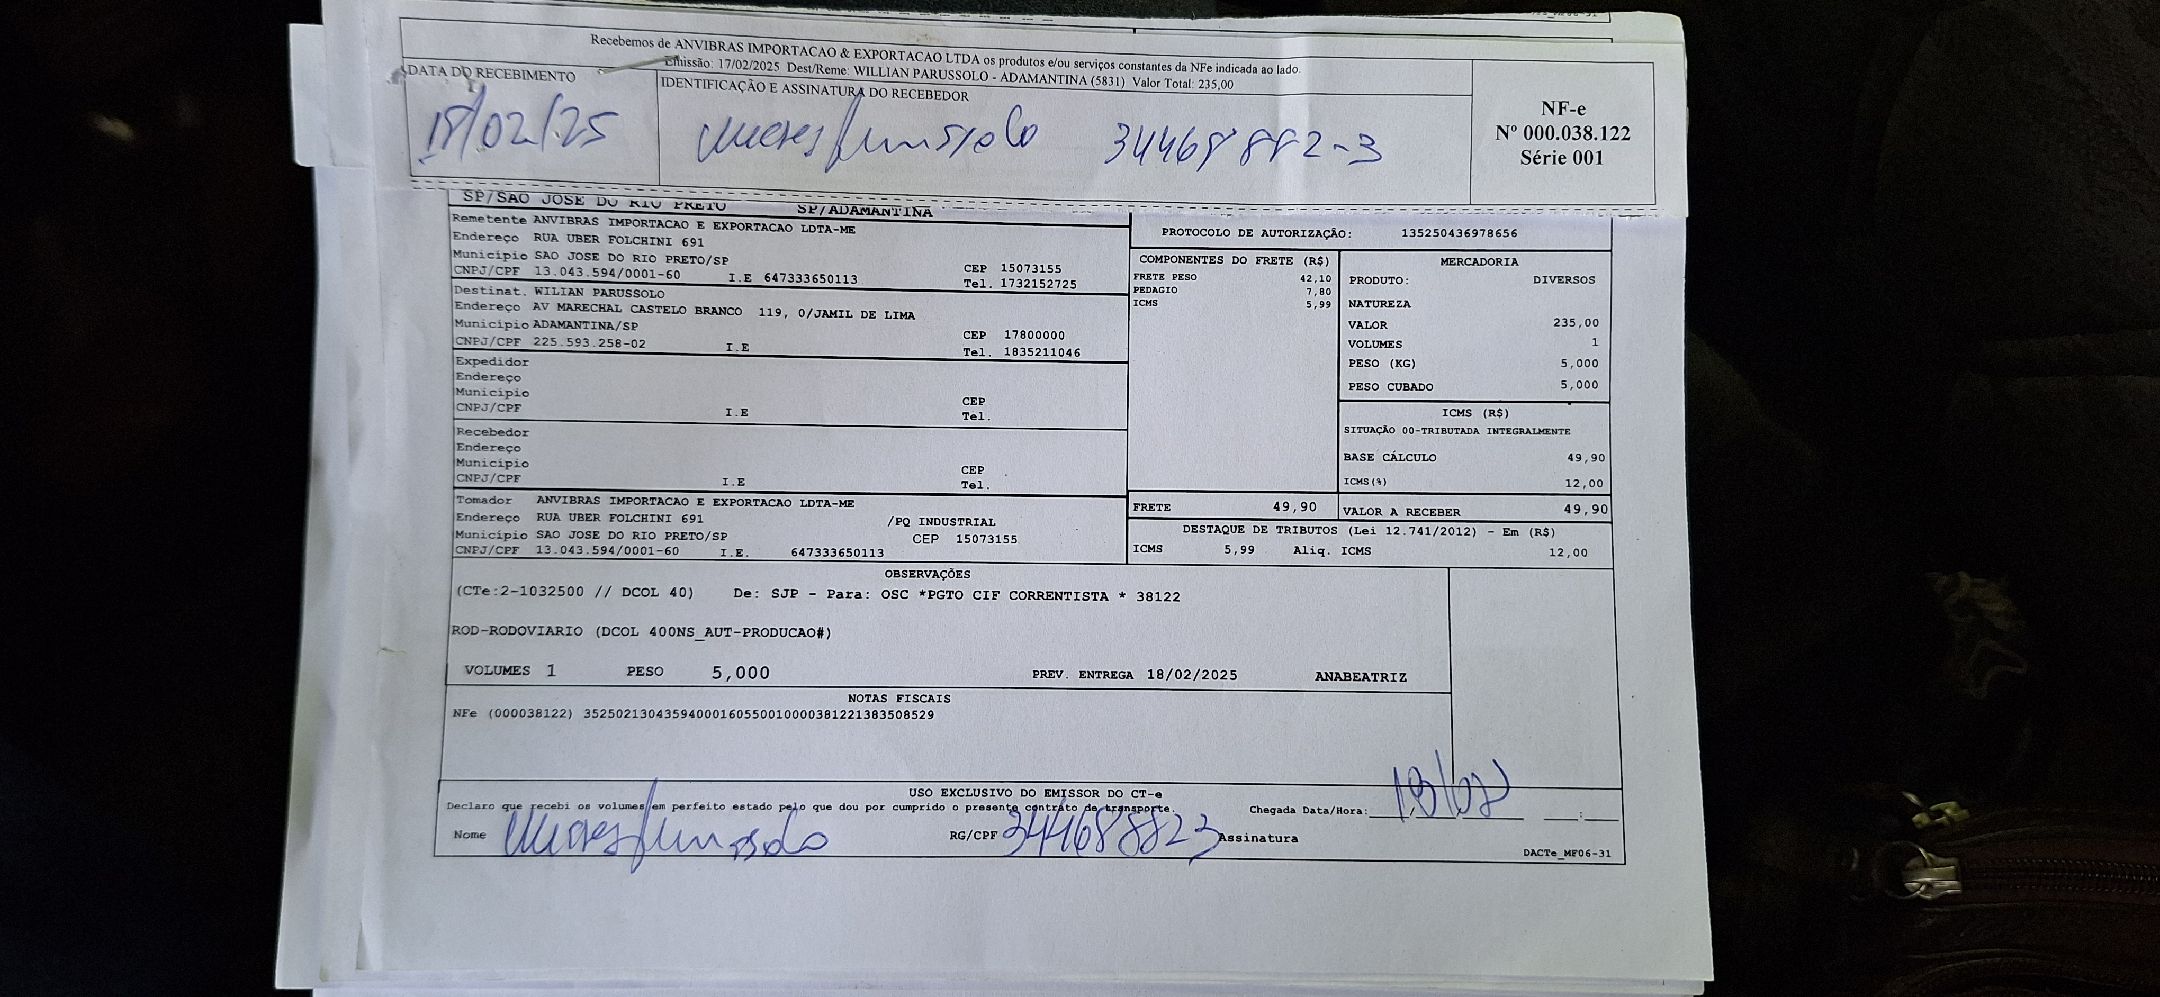 Recebemos de ANVIBRAS IMPORTACAO & EXPORTACAO LTDA os produtos e/ou serviços constantes da NFe indicada ao lado.
Emissão: 17/02/2025 Dest/Reme: WILLIAN PARUSSOLO - ADAMANTINA (5831) Valor Total: 235,00
DATA DO RECEBIMENTO
IDENTIFICAÇÃO E ASSINATURA DO RECEBEDOR
18/02/25
34468882-3
NF-e
Nº 000.038.122
Série 001
SP/SAO JOSE DO RIO PRETO SP/ADAMANTINA
Remetente ANVIBRAS IMPORTACAO E EXPORTACAO LDTA-ME
Endereço RUA UBER FOLCHINI 691
Município SAO JOSE DO RIO PRETO/SP CEP 15073155
CNPJ/CPF 13.043.594/0001-60 I.E 647333650113 Tel. 1732152725
Destinat. WILIAN PARUSSOLO
Endereço AV MARECHAL CASTELO BRANCO 119, 0/JAMIL DE LIMA
Município ADAMANTINA/SP CEP 17800000
CNPJ/CPF 225.593.258-02 I.E Tel. 1835211046
Expedidor
Endereço
Município CEP
CNPJ/CPF I.E Tel.
Recebedor
Endereço
Município CEP
CNPJ/CPF I.E Tel.
Tomador ANVIBRAS IMPORTACAO E EXPORTACAO LDTA-ME
Endereço RUA UBER FOLCHINI 691 /PQ INDUSTRIAL
Município SAO JOSE DO RIO PRETO/SP CEP 15073155
CNPJ/CPF 13.043.594/0001-60 I.E. 647333650113
PROTOCOLO DE AUTORIZAÇÃO: 135250436978656
COMPONENTES DO FRETE (R$)
FRETE PESO 42,10
PEDAGIO 7,80
ICMS 5,99
MERCADORIA
PRODUTO: DIVERSOS
NATUREZA
VALOR 235,00
VOLUMES 1
PESO (KG) 5,000
PESO CUBADO 5,000
ICMS (R$)
SITUAÇÃO 00-TRIBUTADA INTEGRALMENTE
BASE CÁLCULO 49,90
ICMS(%) 12,00
FRETE 49,90 VALOR A RECEBER 49,90
DESTAQUE DE TRIBUTOS (Lei 12.741/2012) - Em (R$)
ICMS 5,99 Aliq. ICMS 12,00
OBSERVAÇÕES
(CTe:2-1032500 // DCOL 40) De: SJP - Para: OSC *PGTO CIF CORRENTISTA * 38122
ROD-RODOVIARIO (DCOL 400NS_AUT-PRODUCAO#)
VOLUMES 1 PESO 5,000 PREV. ENTREGA 18/02/2025 ANABEATRIZ
NOTAS FISCAIS
NFe (000038122) 35250213043594000160550010000381221383508529
USO EXCLUSIVO DO EMISSOR DO CT-e
Declaro que recebi os volumes em perfeito estado pelo que dou por cumprido o presente contrato de transporte.
Chegada Data/Hora: 18/02 :
Nome RG/CPF 344688823 Assinatura
DACTe_MF06-31